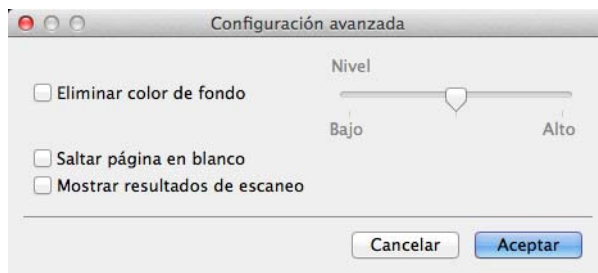 Configuración avanzada
Nivel
Eliminar color de fondo
Bajo Alto
Saltar página en blanco
Mostrar resultados de escaneo
Cancelar Aceptar